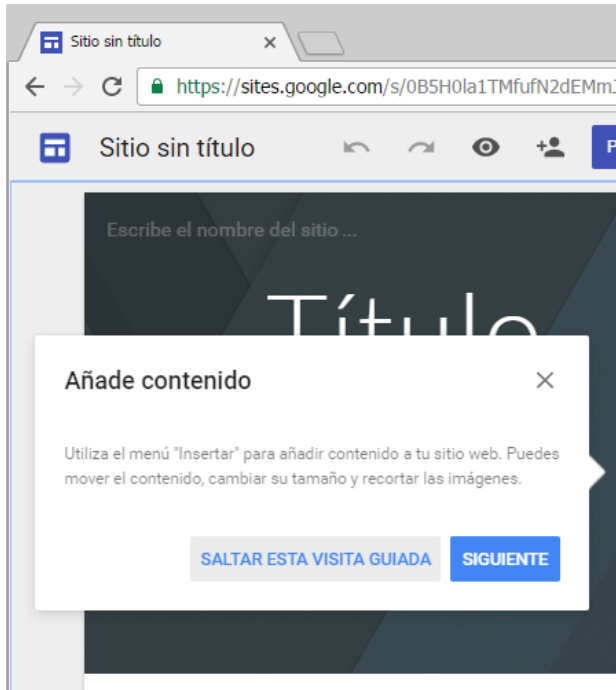 Sitio sin título
https://sites.google.com/s/0B5H0la1TMfufN2dEMm
Sitio sin título
P
Escribe el nombre del sitio ...
Título
Añade contenido
Utiliza el menú "Insertar" para añadir contenido a tu sitio web. Puedes
mover el contenido, cambiar su tamaño y recortar las imágenes.
SALTAR ESTA VISITA GUIADA SIGUIENTE